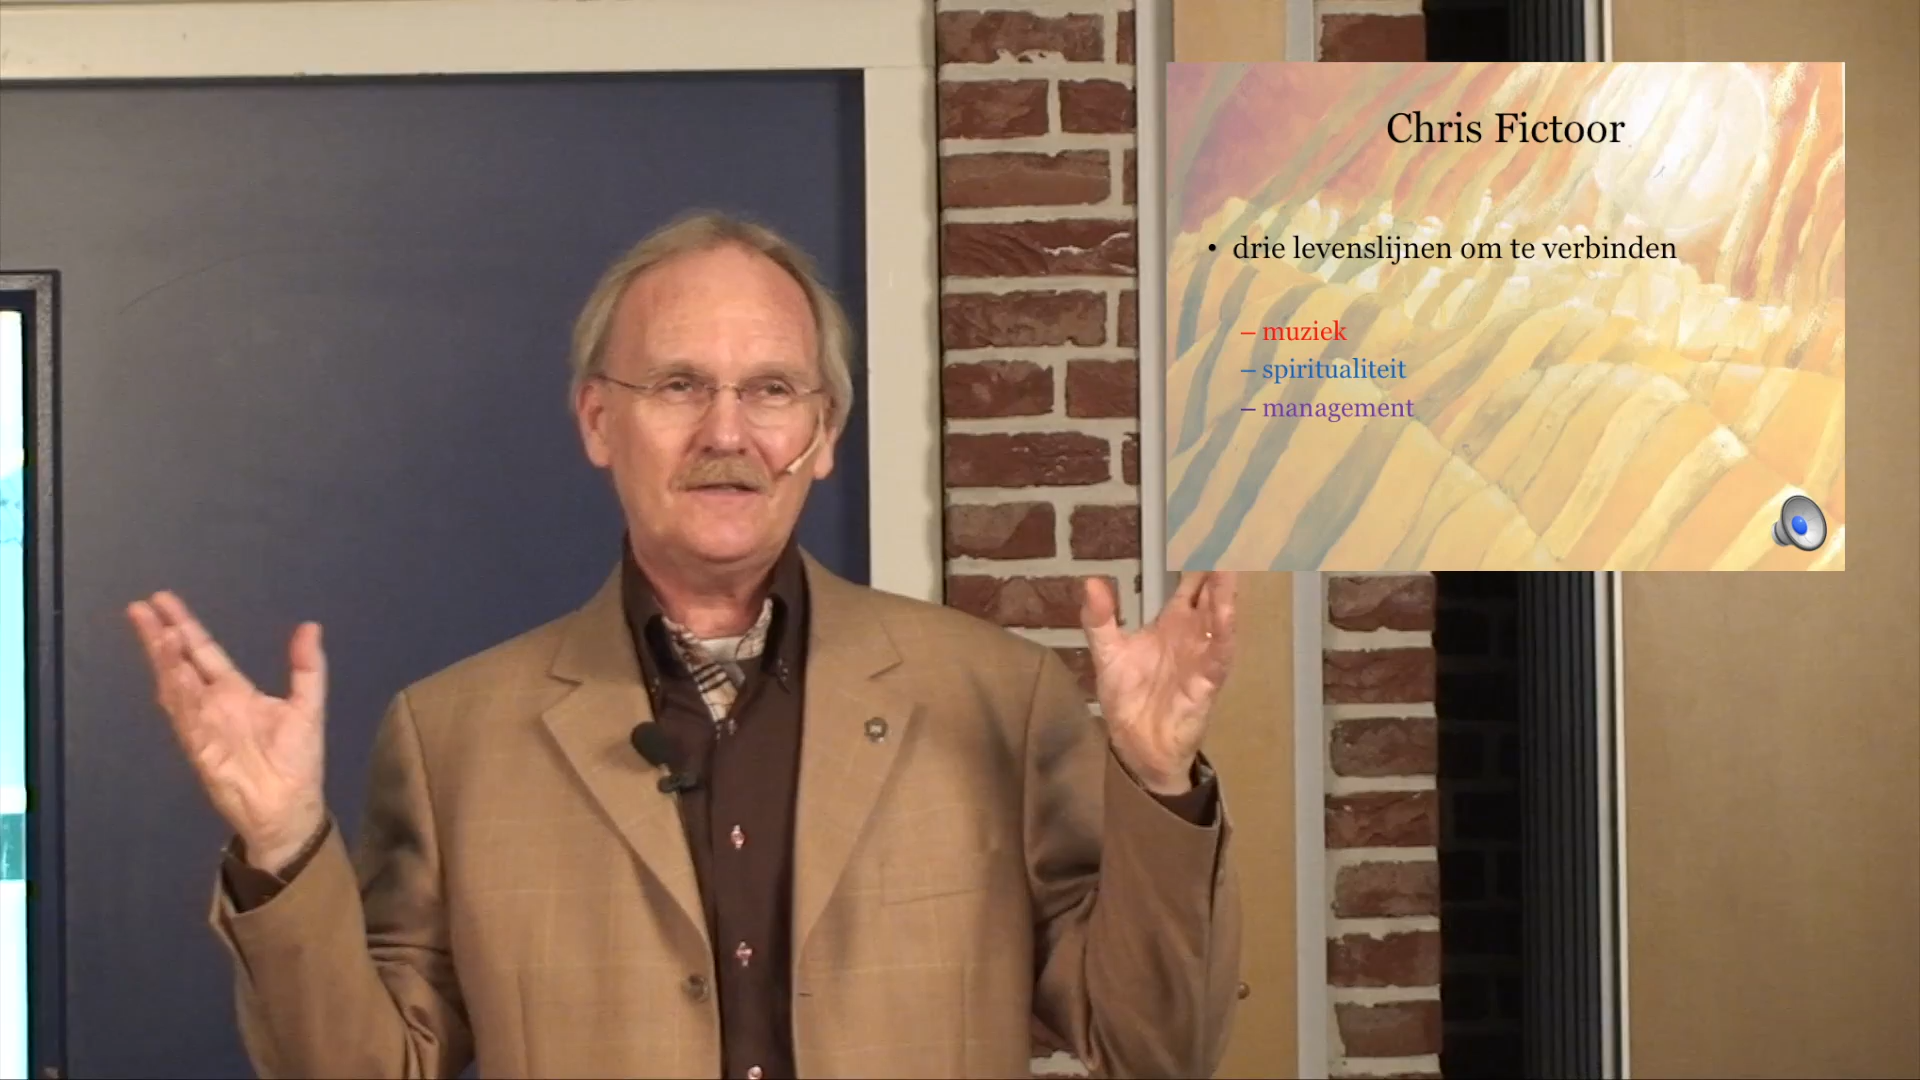 Chris Fictoor
• drie levenslijnen om te verbinden
– muziek
– spiritualiteit
– management